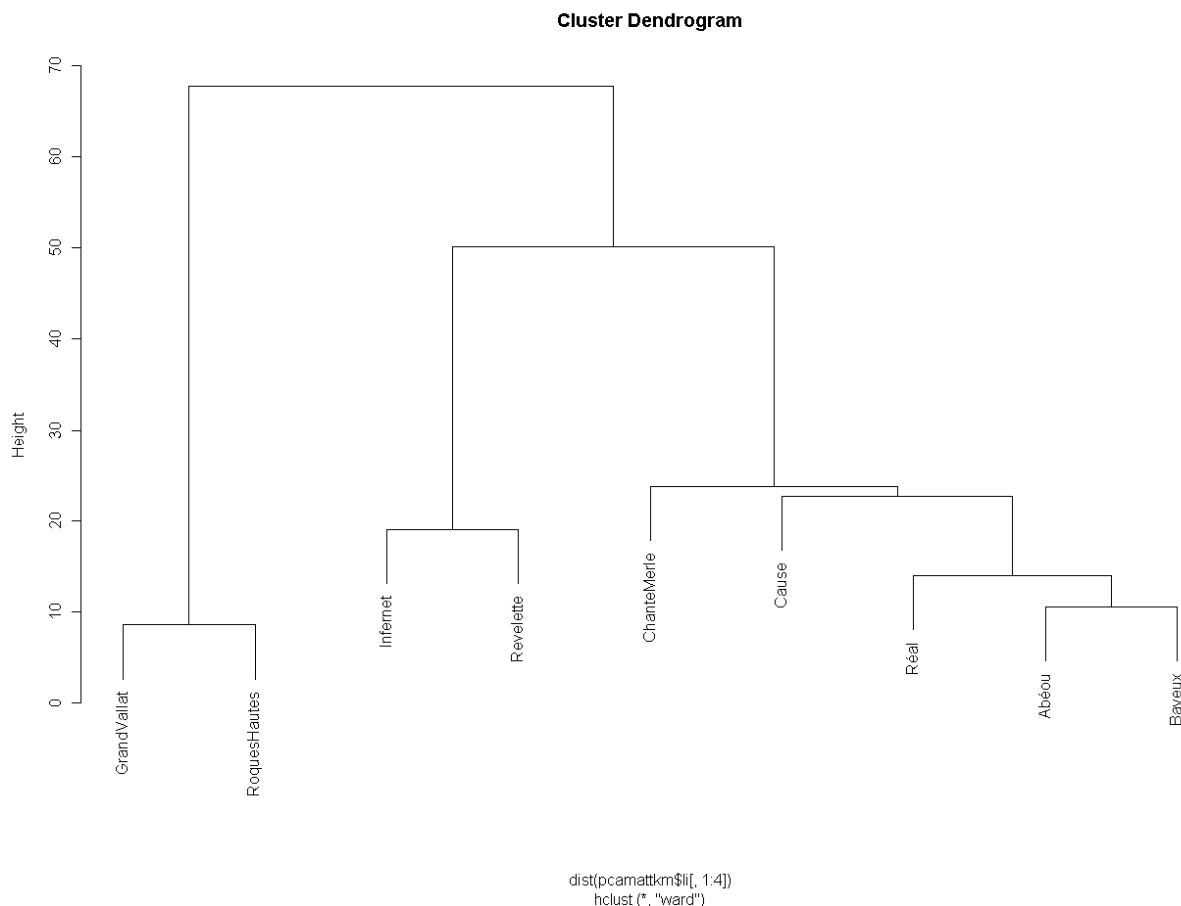 Cluster Dendrogram
70
60
50
40
30
20
10
0
Height
GrandVallat
RoquesHautes
Infernet
Revelette
ChanteMerle
Cause
Réal
Abéou
Baveux
dist(pcamattkm$li[, 1:4])
hclust (*, "ward")